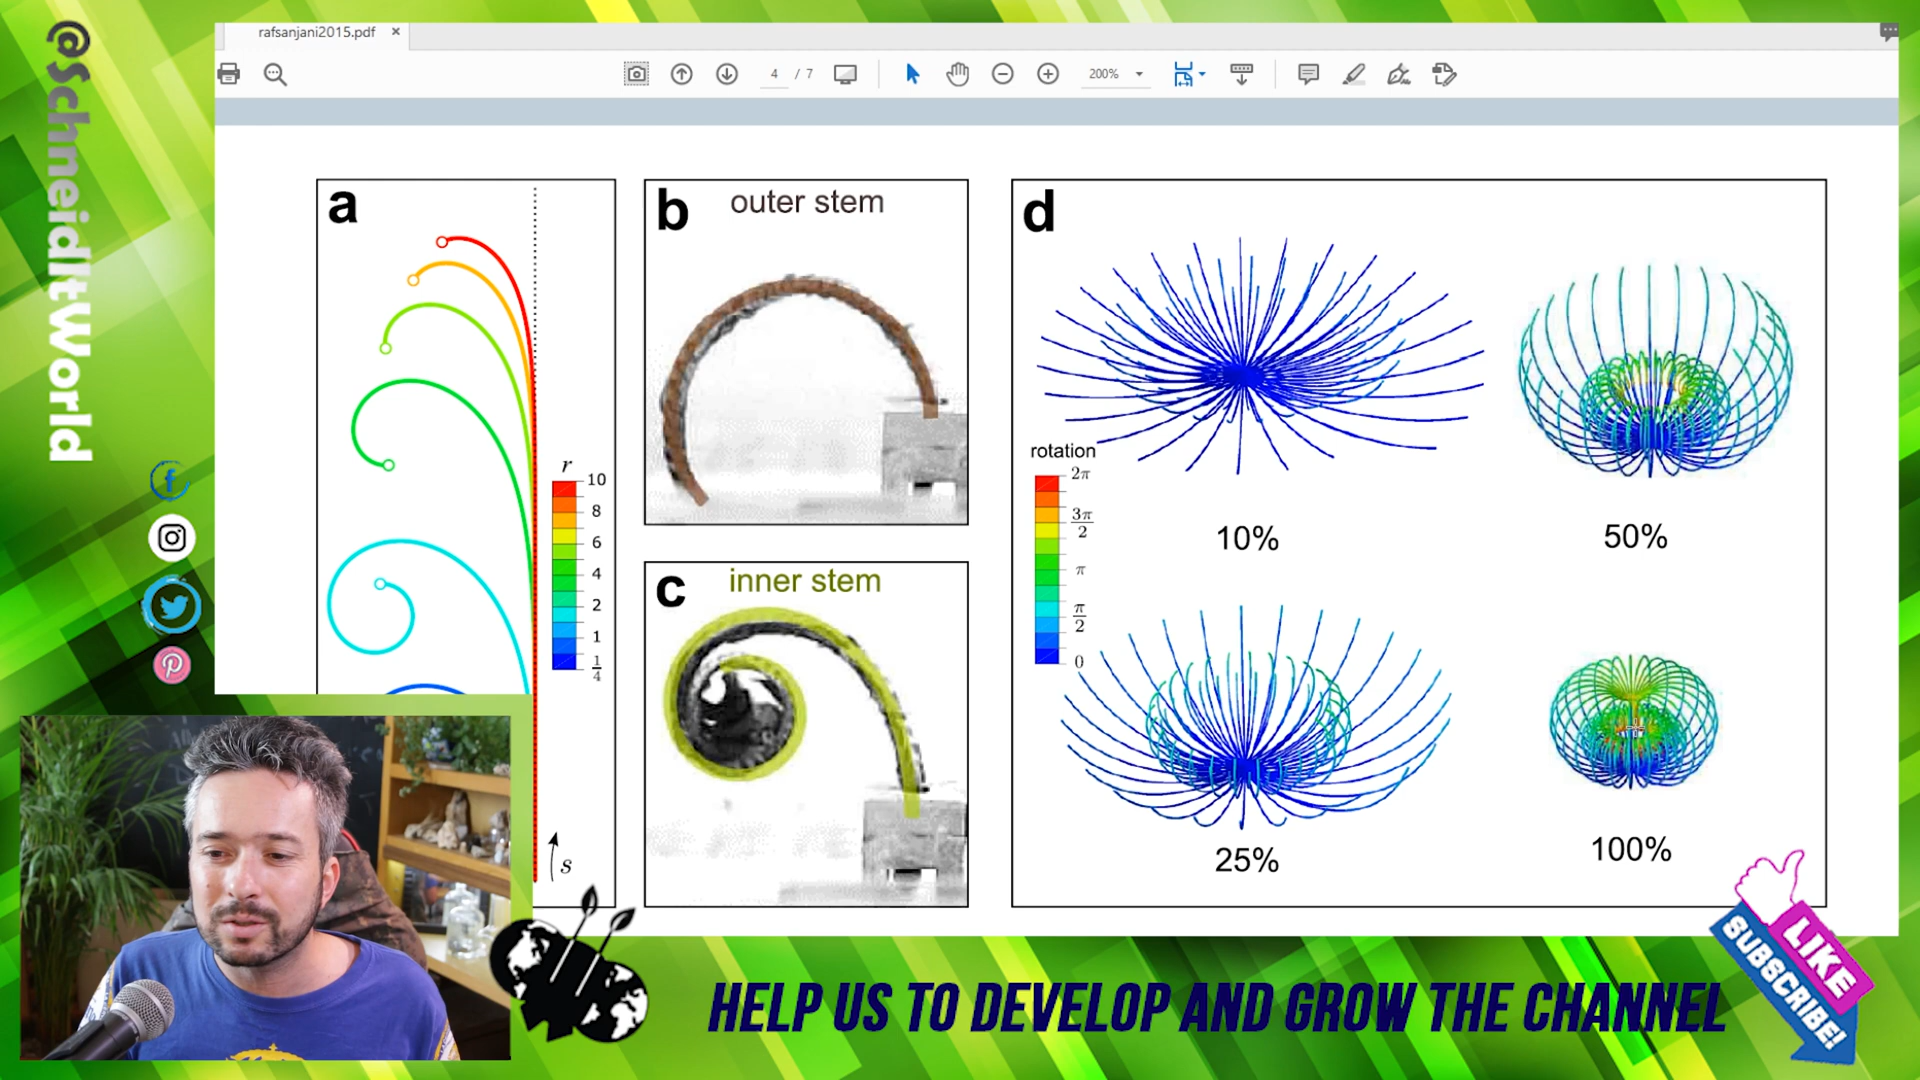 @SchneiditWorld
rafsanjani2015.pdf
4 / 7
200%
a
r
10
8
6
4
2
1
1/4
s
b
outer stem
c
inner stem
d
rotation
2π
3π/2
π
π/2
0
10%
50%
25%
100%
LIKE
SUBSCRIBE!
HELP US TO DEVELOP AND GROW THE CHANNEL